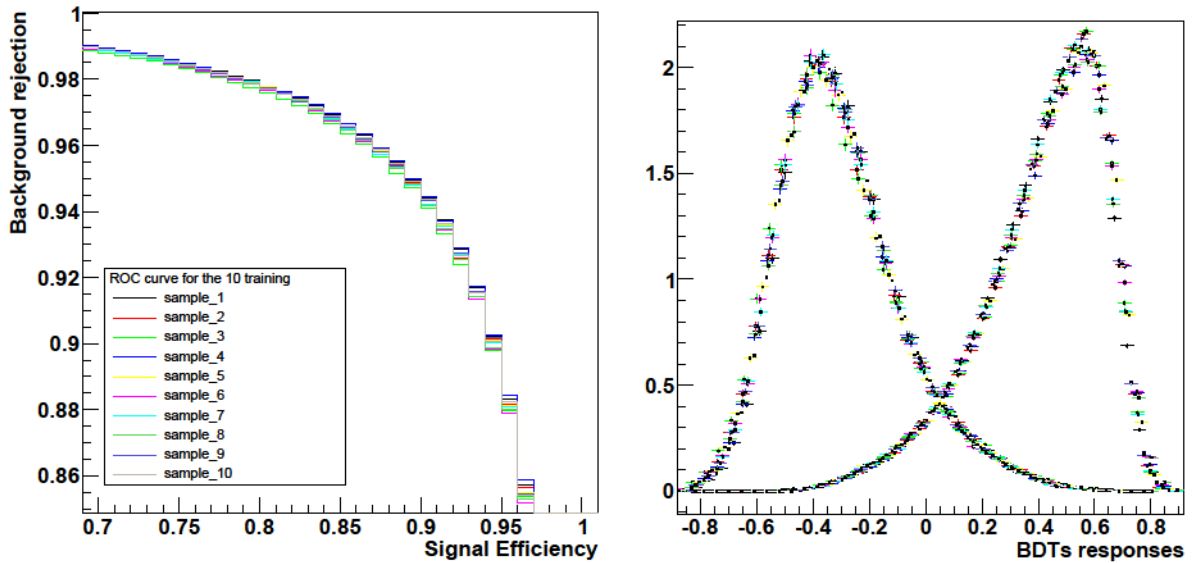 1
0.98
0.96
0.94
0.92
0.9
0.88
0.86
Background rejection
ROC curve for the 10 training
sample_1
sample_2
sample_3
sample_4
sample_5
sample_6
sample_7
sample_8
sample_9
sample_10
0.7 0.75 0.8 0.85 0.9 0.95 1
Signal Efficiency
2
1.5
1
0.5
0
-0.8 -0.6 -0.4 -0.2 0 0.2 0.4 0.6 0.8
BDTs responses